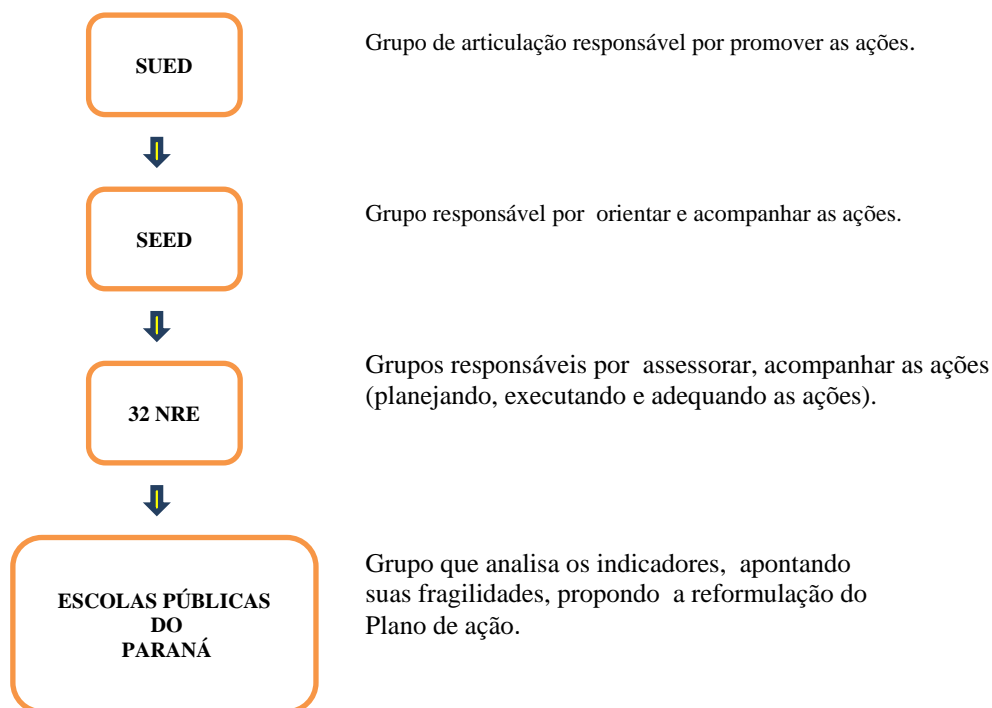 SUED
Grupo de articulação responsável por promover as ações.
SEED
Grupo responsável por orientar e acompanhar as ações.
32 NRE
Grupos responsáveis por assessorar, acompanhar as ações
(planejando, executando e adequando as ações).
ESCOLAS PÚBLICAS
DO
PARANÁ
Grupo que analisa os indicadores, apontando
suas fragilidades, propondo a reformulação do
Plano de ação.